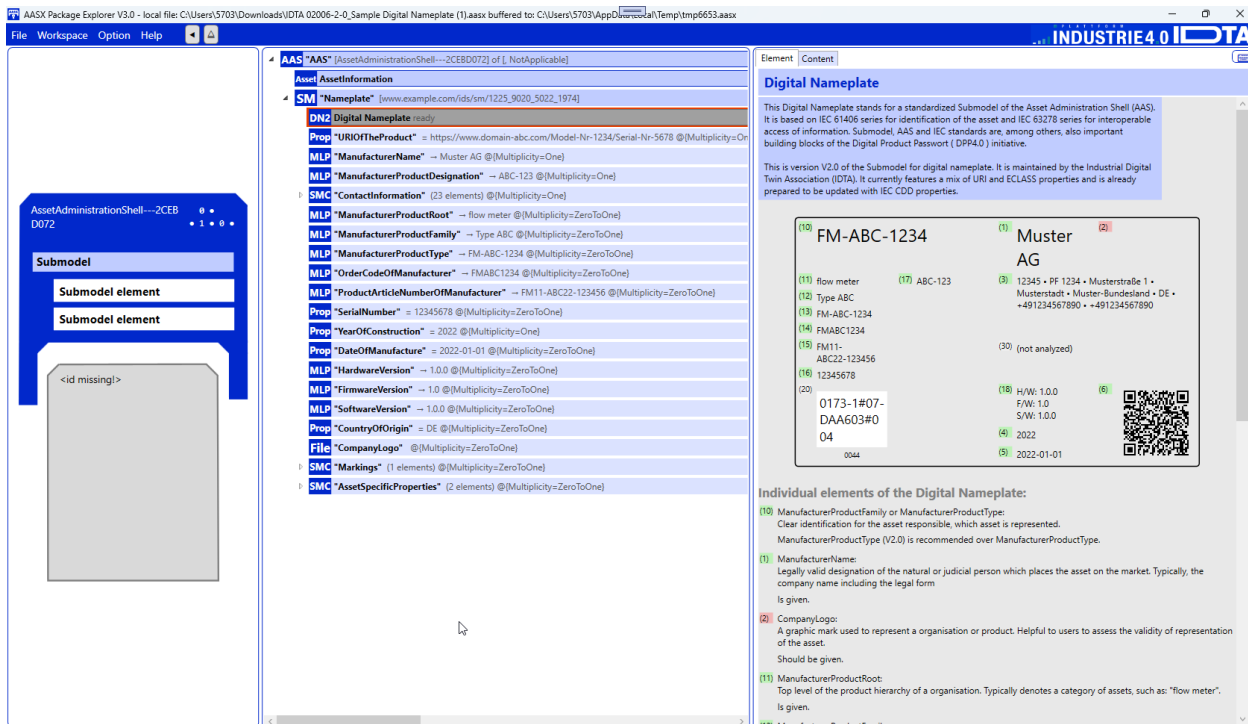 AASX Package Explorer V3.0 - local file: C:\Users\5703\Downloads\IDTA 02006-2-0_Sample Digital Nameplate (1).aasx buffered to: C:\Users\5703\AppData\Local\Temp\tmp6653.aasx
File Workspace Option Help
PLATTFORM
INDUSTRIE4.0 IDTA
AssetAdministrationShell---2CEB
D072
0
1 0
Submodel
Submodel element
Submodel element
<id missing!>
AAS "AAS" [AssetAdministrationShell---2CEBD072] of [, NotApplicable]
Asset AssetInformation
SM "Nameplate" [www.example.com/ids/sm/1225_9020_5022_1974]
DN2 Digital Nameplate ready
Prop "URIOfTheProduct" = https://www.domain-abc.com/Model-Nr-1234/Serial-Nr-5678 @{Multiplicity=On
MLP "ManufacturerName" → Muster AG @{Multiplicity=One}
MLP "ManufacturerProductDesignation" → ABC-123 @{Multiplicity=One}
SMC "ContactInformation" (23 elements) @{Multiplicity=One}
MLP "ManufacturerProductRoot" → flow meter @{Multiplicity=ZeroToOne}
MLP "ManufacturerProductFamily" → Type ABC @{Multiplicity=ZeroToOne}
MLP "ManufacturerProductType" → FM-ABC-1234 @{Multiplicity=ZeroToOne}
MLP "OrderCodeOfManufacturer" → FMABC1234 @{Multiplicity=ZeroToOne}
MLP "ProductArticleNumberOfManufacturer" → FM11-ABC22-123456 @{Multiplicity=ZeroToOne}
Prop "SerialNumber" = 12345678 @{Multiplicity=ZeroToOne}
Prop "YearOfConstruction" = 2022 @{Multiplicity=One}
Prop "DateOfManufacture" = 2022-01-01 @{Multiplicity=ZeroToOne}
MLP "HardwareVersion" → 1.0.0 @{Multiplicity=ZeroToOne}
MLP "FirmwareVersion" → 1.0 @{Multiplicity=ZeroToOne}
MLP "SoftwareVersion" → 1.0.0 @{Multiplicity=ZeroToOne}
Prop "CountryOfOrigin" = DE @{Multiplicity=ZeroToOne}
File "CompanyLogo" @{Multiplicity=ZeroToOne}
SMC "Markings" (1 elements) @{Multiplicity=ZeroToOne}
SMC "AssetSpecificProperties" (2 elements) @{Multiplicity=ZeroToOne}
Element Content
Digital Nameplate
This Digital Nameplate stands for a standardized Submodel of the Asset Administration Shell (AAS).
It is based on IEC 61406 series for identification of the asset and IEC 63278 series for interoperable
access of information. Submodel, AAS and IEC standards are, among others, also important
building blocks of the Digital Product Passwort ( DPP4.0 ) initiative.
This is version V2.0 of the Submodel for digital nameplate. It is maintained by the Industrial Digital
Twin Association (IDTA). It currently features a mix of URI and ECLASS properties and is already
prepared to be updated with IEC CDD properties.
(10) FM-ABC-1234
(1) Muster
AG
(2)
(11) flow meter
(17) ABC-123
(12) Type ABC
(13) FM-ABC-1234
(14) FMABC1234
(15) FM11-
ABC22-123456
(16) 12345678
(3) 12345 • PF 1234 • Musterstraße 1 •
Musterstadt • Muster-Bundesland • DE •
+491234567890 • +491234567890
(30) (not analyzed)
(20) 0173-1#07-
DAA603#0
04
0044
(18) H/W: 1.0.0
F/W: 1.0
S/W: 1.0.0
(6)
(4) 2022
(5) 2022-01-01
Individual elements of the Digital Nameplate:
(10) ManufacturerProductFamily or ManufacturerProductType:
Clear identification for the asset responsible, which asset is represented.
ManufacturerProductType (V2.0) is recommended over ManufacturerProductType.
(1) ManufacturerName:
Legally valid designation of the natural or judicial person which places the asset on the market. Typically, the
company name including the legal form
Is given.
(2) CompanyLogo:
A graphic mark used to represent a organisation or product. Helpful to users to assess the validity of representation
of the asset.
Should be given.
(11) ManufacturerProductRoot:
Top level of the product hierarchy of a organisation. Typically denotes a category of assets, such as: "flow meter".
Is given.